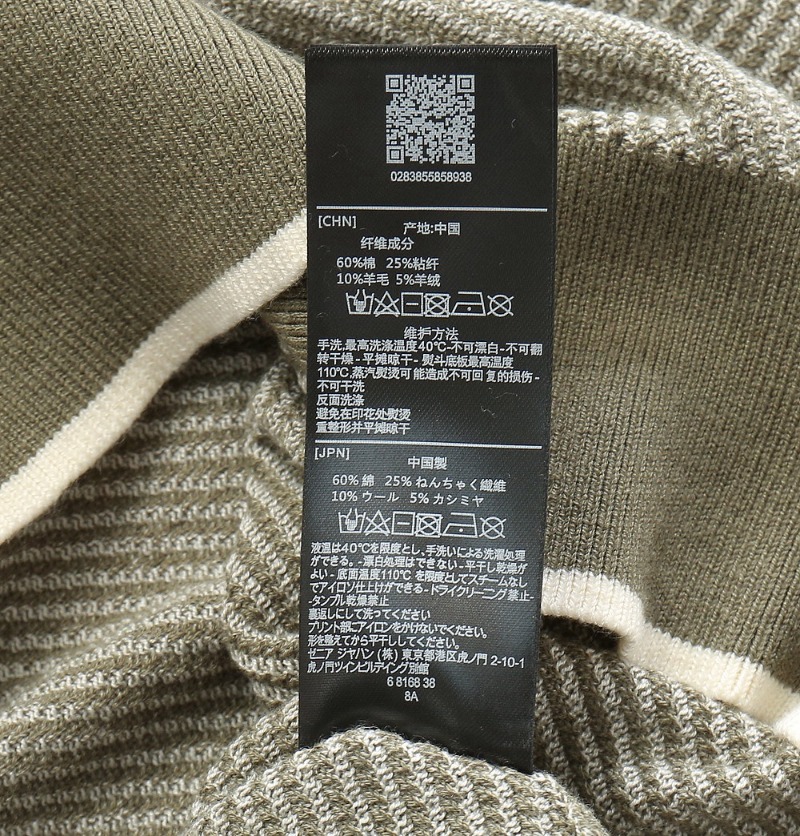 0283855858938
[CHN]
产地:中国
纤维成分
60%棉 25%粘纤
10%羊毛 5%羊绒
维护方法
手洗,最高洗涤温度40℃-不可漂白-不可翻
转干燥-平摊晾干-熨斗底板最高温度
110℃,蒸汽熨烫可能造成不可回复的损伤-
不可干洗
反面洗涤
避免在印花处熨烫
重整形并平摊晾干
[JPN]
中国製
60% 綿 25% ねんちゃく繊維
10% ウール 5% カシミヤ
液温は40℃を限度とし、手洗いによる洗濯処理
ができる。-漂白処理はできない-平干し乾燥が
よい-底面温度110℃を限度としてスチームなし
でアイロン仕上げができる-ドライクリーニング禁止-
-タンブル乾燥禁止
裏返しにして洗ってください
プリント部にアイロンをかけないでください。
形を整えてから平干ししてください。
ゼニア ジャパン (株) 東京都港区虎ノ門 2-10-1
虎ノ門ツインビルデイング別館
6 8168 38
8A